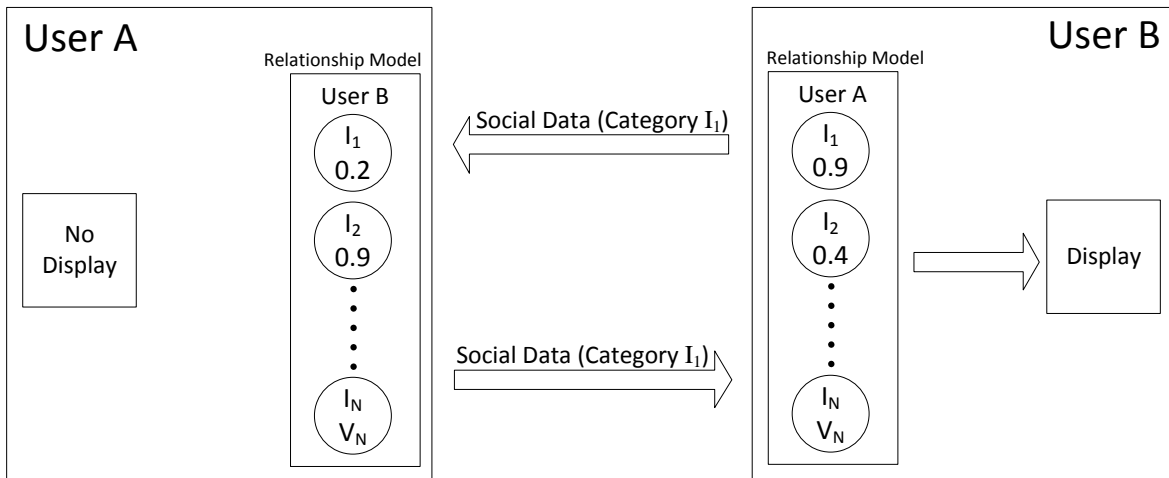 User A
Relationship Model
User B
I1
0.2
I2
0.9
IN
VN
No
Display
Social Data (Category I1)
Social Data (Category I1)
User B
Relationship Model
User A
I1
0.9
I2
0.4
IN
VN
Display